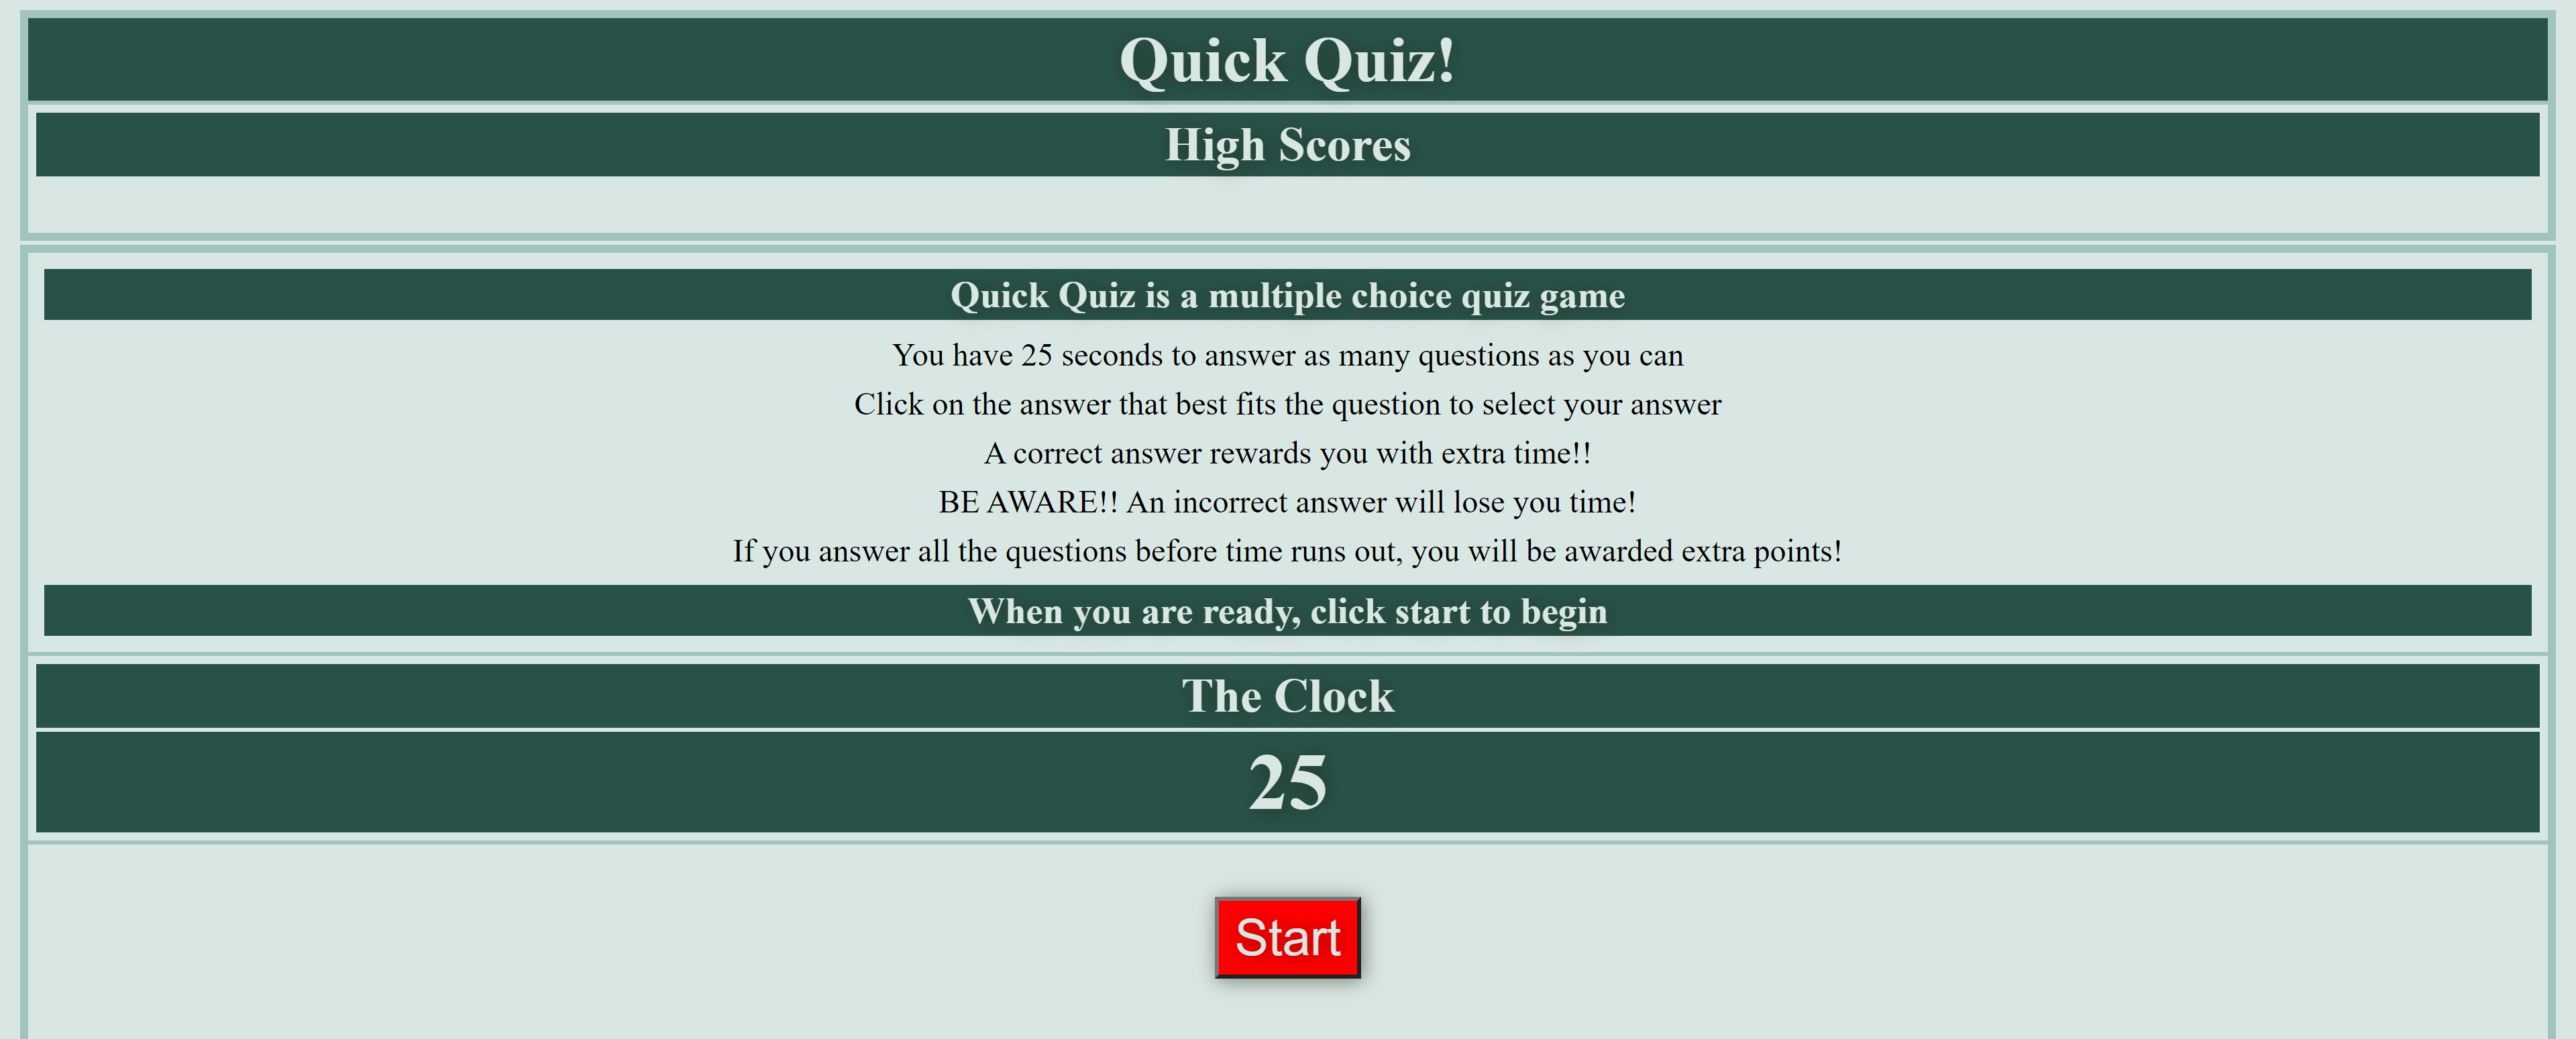 Quick Quiz!
High Scores
Quick Quiz is a multiple choice quiz game
You have 25 seconds to answer as many questions as you can
Click on the answer that best fits the question to select your answer
A correct answer rewards you with extra time!!
BE AWARE!! An incorrect answer will lose you time!
If you answer all the questions before time runs out, you will be awarded extra points!
When you are ready, click start to begin
The Clock
25
Start